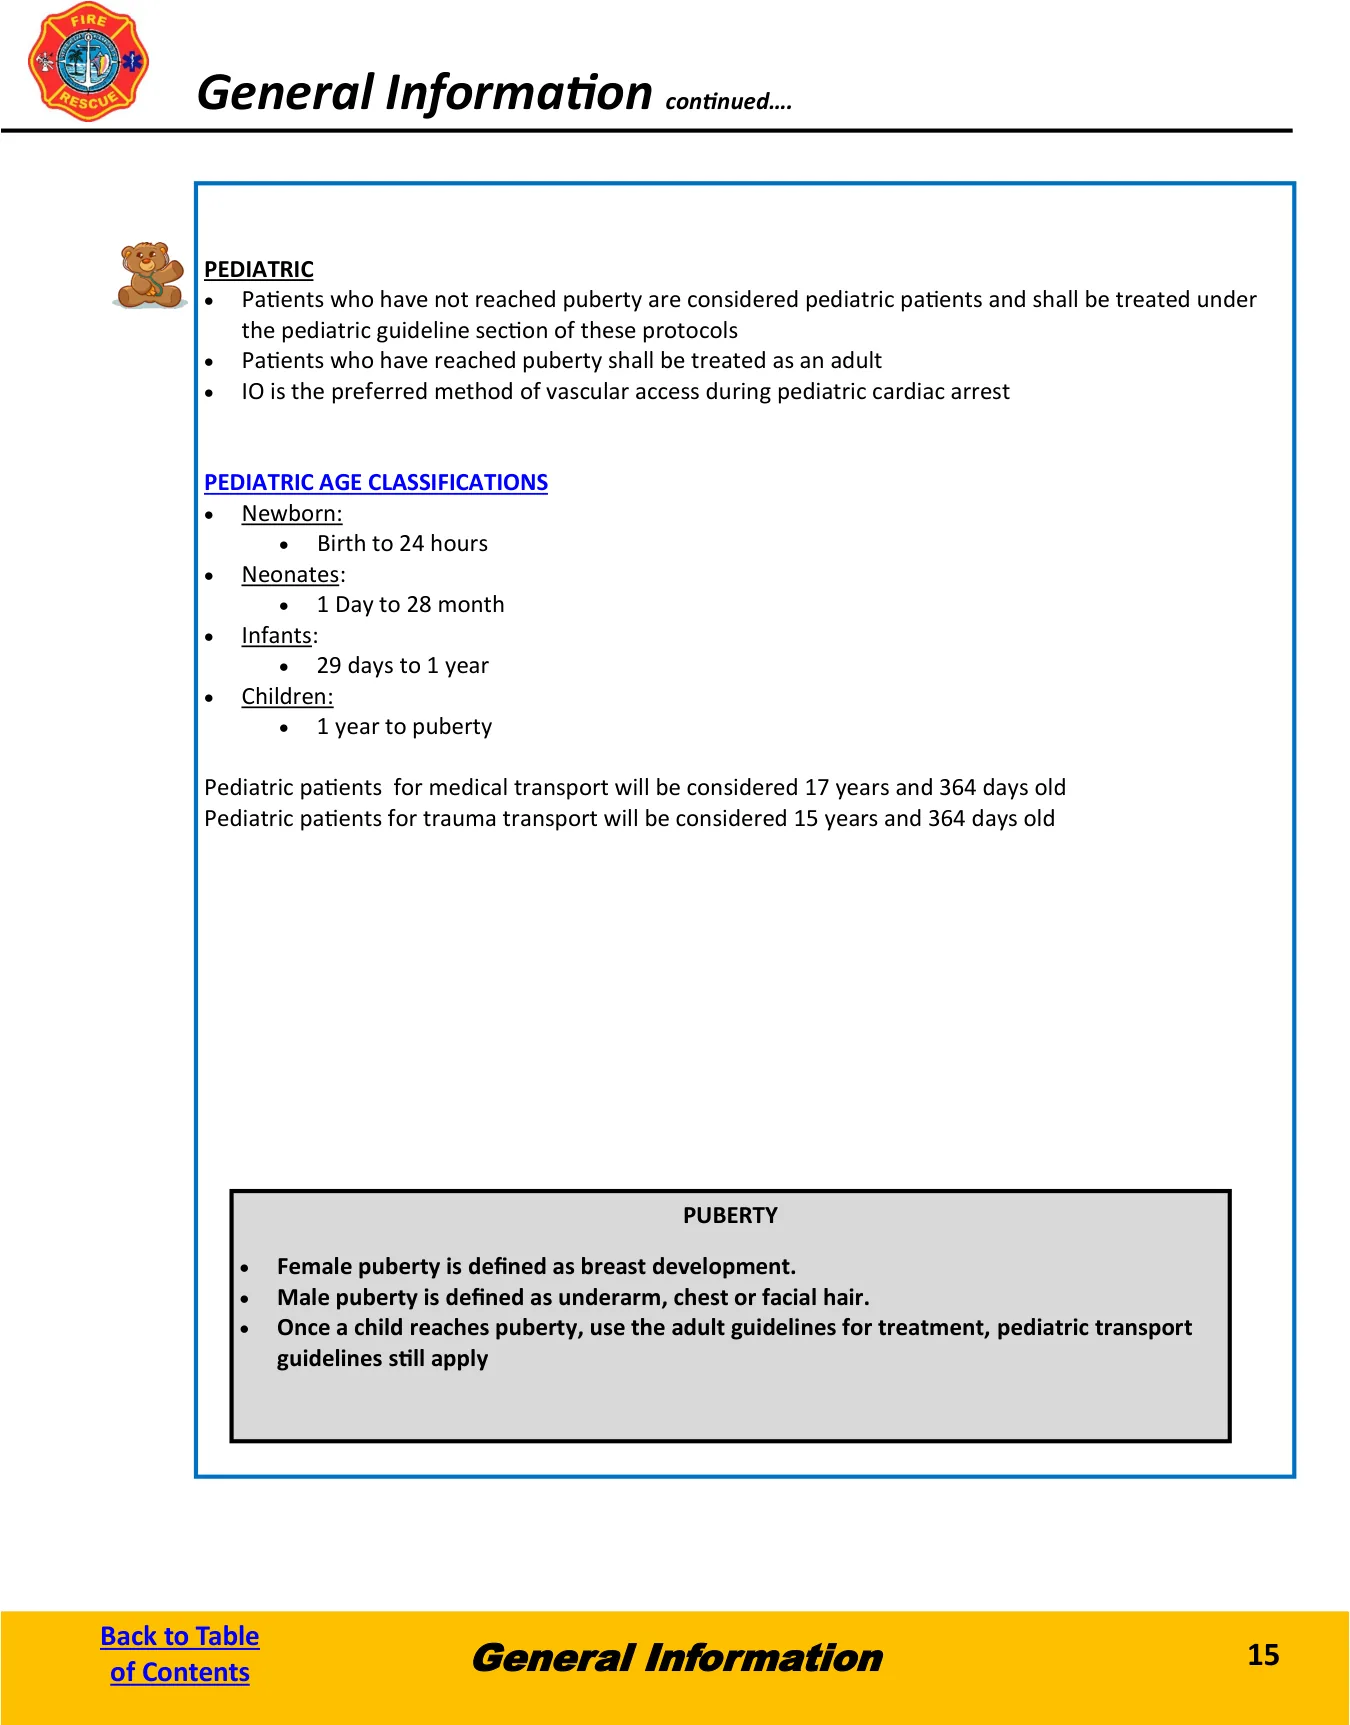 FIRE
RESCUE
General Information continued....
PEDIATRIC
• Patients who have not reached puberty are considered pediatric patients and shall be treated under
the pediatric guideline section of these protocols
• Patients who have reached puberty shall be treated as an adult
• IO is the preferred method of vascular access during pediatric cardiac arrest
PEDIATRIC AGE CLASSIFICATIONS
• Newborn:
• Birth to 24 hours
• Neonates:
• 1 Day to 28 month
• Infants:
• 29 days to 1 year
• Children:
• 1 year to puberty
Pediatric patients  for medical transport will be considered 17 years and 364 days old
Pediatric patients for trauma transport will be considered 15 years and 364 days old
PUBERTY
• Female puberty is defined as breast development.
• Male puberty is defined as underarm, chest or facial hair.
• Once a child reaches puberty, use the adult guidelines for treatment, pediatric transport
guidelines still apply
Back to Table
of Contents
General Information
15